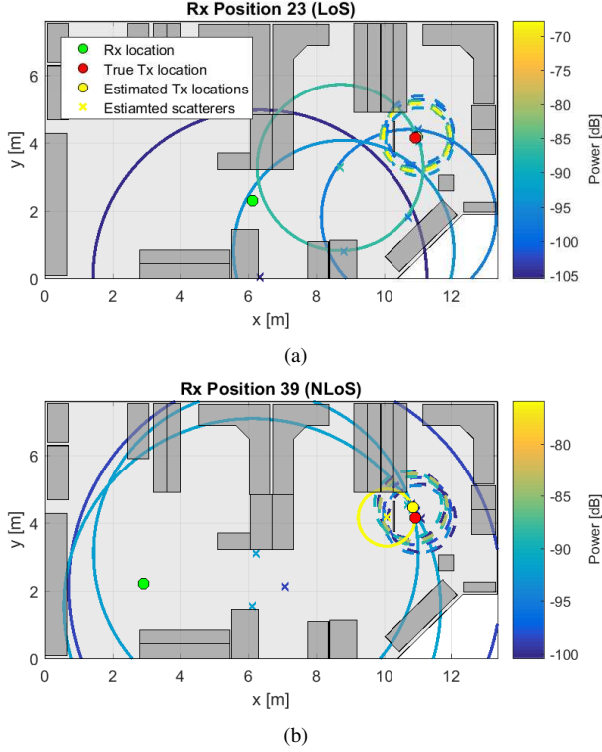 Rx Position 23 (LoS)
Rx location
True Tx location
Estimated Tx locations
Estiamted scatterers
6
4
2
0
y [m]
0 2 4 6 8 10 12
x [m]
-70
-75
-80
-85
-90
-95
-100
-105
Power [dB]
(a)
Rx Position 39 (NLoS)
6
4
2
0
y [m]
0 2 4 6 8 10 12
x [m]
-80
-85
-90
-95
-100
Power [dB]
(b)